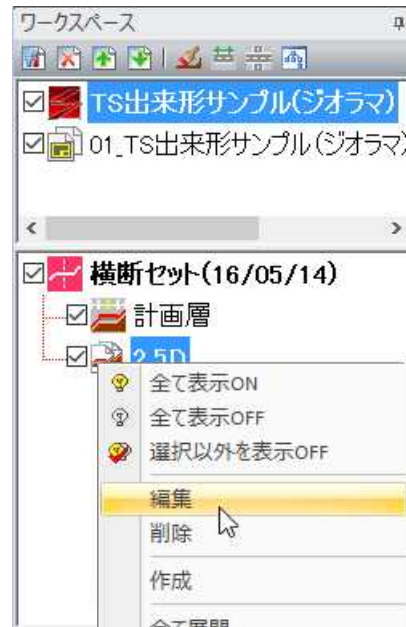 ワークスペース
TS出来形サンプル(ジオラマ)
01_TS出来形サンプル(ジオラマ)
横断セット(16/05/14)
計画層
2.5D
全て表示ON
全て表示OFF
選択以外を表示OFF
編集
削除
作成
全て展開